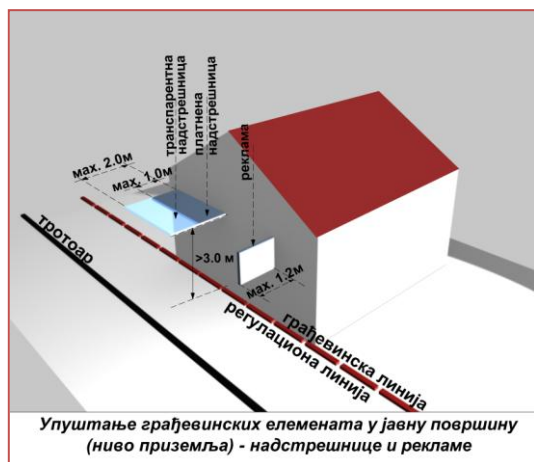 транспарентна
надстрешница
платнена
надстрешница
реклама
мах. 2.0м
мах. 1.0м
тротоар
>3.0 м
мах. 1.2м
грађевинска линија
регулациона линија
Упуштање грађевинских елемената у јавну површину
(ниво приземља) - надстрешнице и рекламе